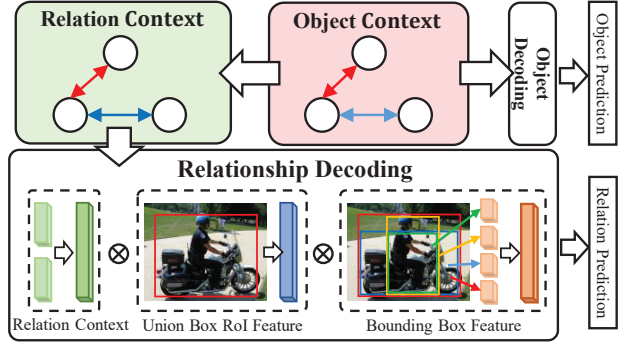 Relation Context
Object Context
Object
Decoding
Object Prediction
Relationship Decoding
Relation Context
Union Box RoI Feature
Bounding Box Feature
Relation Prediction